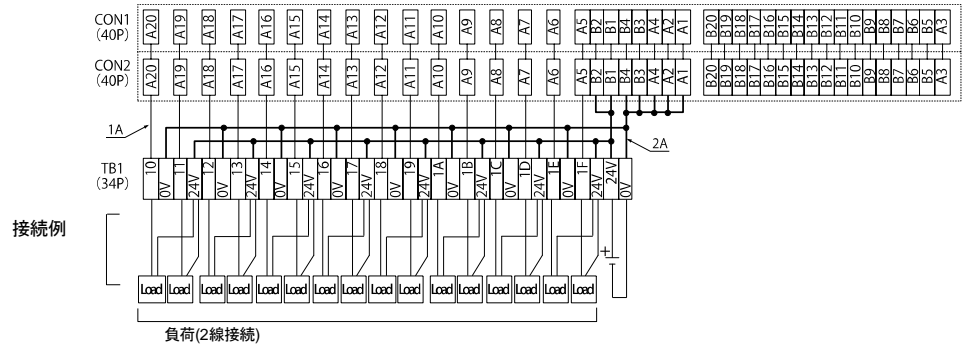 CON1 A20 A19 A18 A17 A16 A15 A14 A13 A12 A11 A10 A9 A8 A7 A6 A5 B2 B1 B4 B3 A4 A2 A1 B20 B19 B18 B17 B16 B15 B14 B13 B12 B11 B10 B9 B8 B7 B6 B5 A3
(40P)
CON2 A20 A19 A18 A17 A16 A15 A14 A13 A12 A11 A10 A9 A8 A7 A6 A5 B2 B1 B4 B3 A4 A2 A1 B20 B19 B18 B17 B16 B15 B14 B13 B12 B11 B10 B9 B8 B7 B6 B5 A3
(40P)
1A
2A
TB1 10 0V 11 24V 12 0V 13 24V 14 0V 15 24V 16 0V 17 24V 18 0V 19 24V 1A 0V 1B 24V 1C 0V 1D 24V 1E 0V 1F 24V 24V 0V
(34P)
接続例
+
Load Load Load Load Load Load Load Load Load Load Load Load Load Load Load Load
負荷(2線接続)